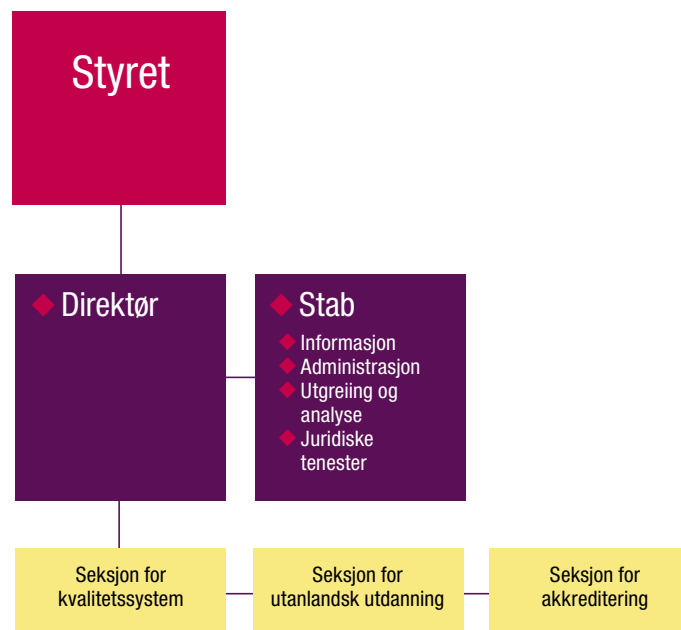 Styret
Direktør
Stab
Informasjon
Administrasjon
Utgreiing og
analyse
Juridiske
tenester
Seksjon for
kvalitetssystem
Seksjon for
utanlandsk utdanning
Seksjon for
akkreditering